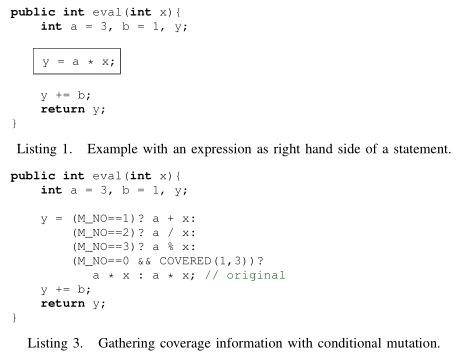 public int eval(int x){
    int a = 3, b = 1, y;
    y = a * x;
    y += b;
    return y;
}
Listing 1. Example with an expression as right hand side of a statement.
public int eval(int x){
    int a = 3, b = 1, y;
    y = (M_NO==1)? a + x:
        (M_NO==2)? a / x:
        (M_NO==3)? a % x:
        (M_NO==0 && COVERED(1,3))?
           a * x : a * x; // original
    y += b;
    return y;
}
Listing 3. Gathering coverage information with conditional mutation.